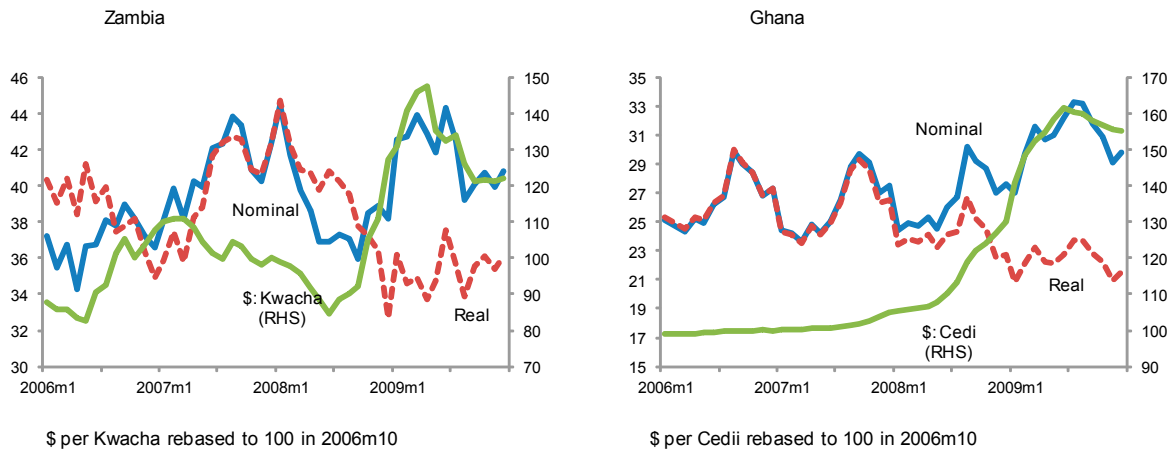 Zambia
46
44
42
40
38
36
34
32
30
150
140
130
120
110
100
90
80
70
Nominal
$: Kwacha
(RHS)
Real
2006m1
2007m1
2008m1
2009m1
$ per Kwacha rebased to 100 in 2006m10
Ghana
35
33
31
29
27
25
23
21
19
17
15
170
160
150
140
130
120
110
100
90
Nominal
Real
$: Cedi
(RHS)
2006m1
2007m1
2008m1
2009m1
$ per Cedii rebased to 100 in 2006m10